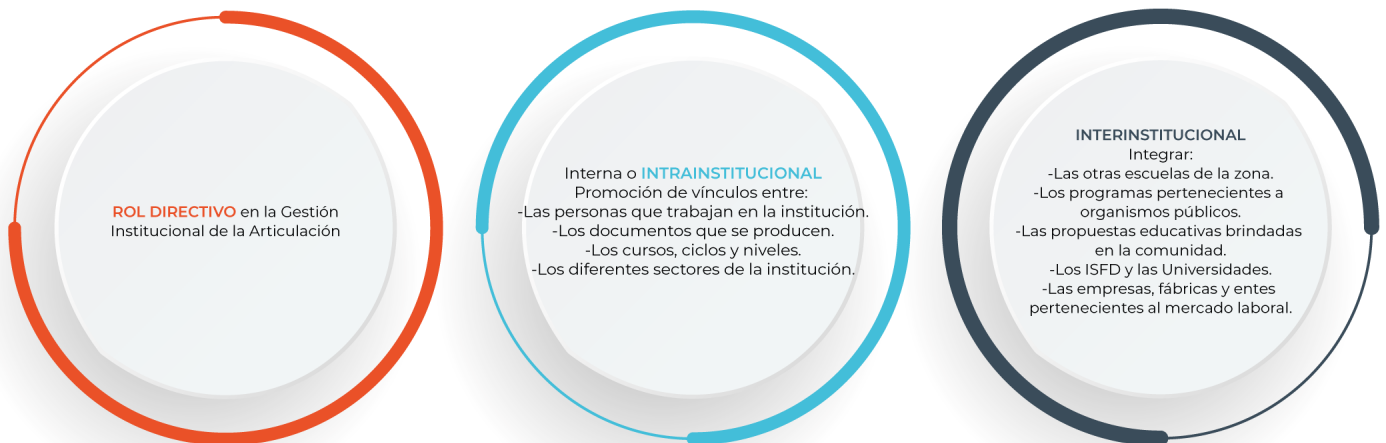 ROL DIRECTIVO en la Gestión
Institucional de la Articulación
Interna o INTRAINSTITUCIONAL
Promoción de vínculos entre:
-Las personas que trabajan en la institución.
-Los documentos que se producen.
-Los cursos, ciclos y niveles.
-Los diferentes sectores de la institución.
INTERINSTITUCIONAL
Integrar:
-Las otras escuelas de la zona.
-Los programas pertenecientes a
organismos públicos.
-Las propuestas educativas brindadas
en la comunidad.
-Los ISFD y las Universidades.
-Las empresas, fábricas y entes
pertenecientes al mercado laboral.